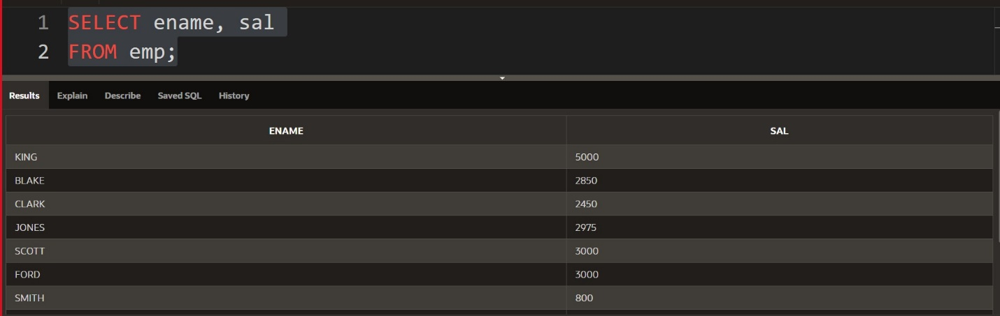 1 SELECT ename, sal
2 FROM emp;
Results Explain Describe Saved SQL History
ENAME SAL
KING 5000
BLAKE 2850
CLARK 2450
JONES 2975
SCOTT 3000
FORD 3000
SMITH 800